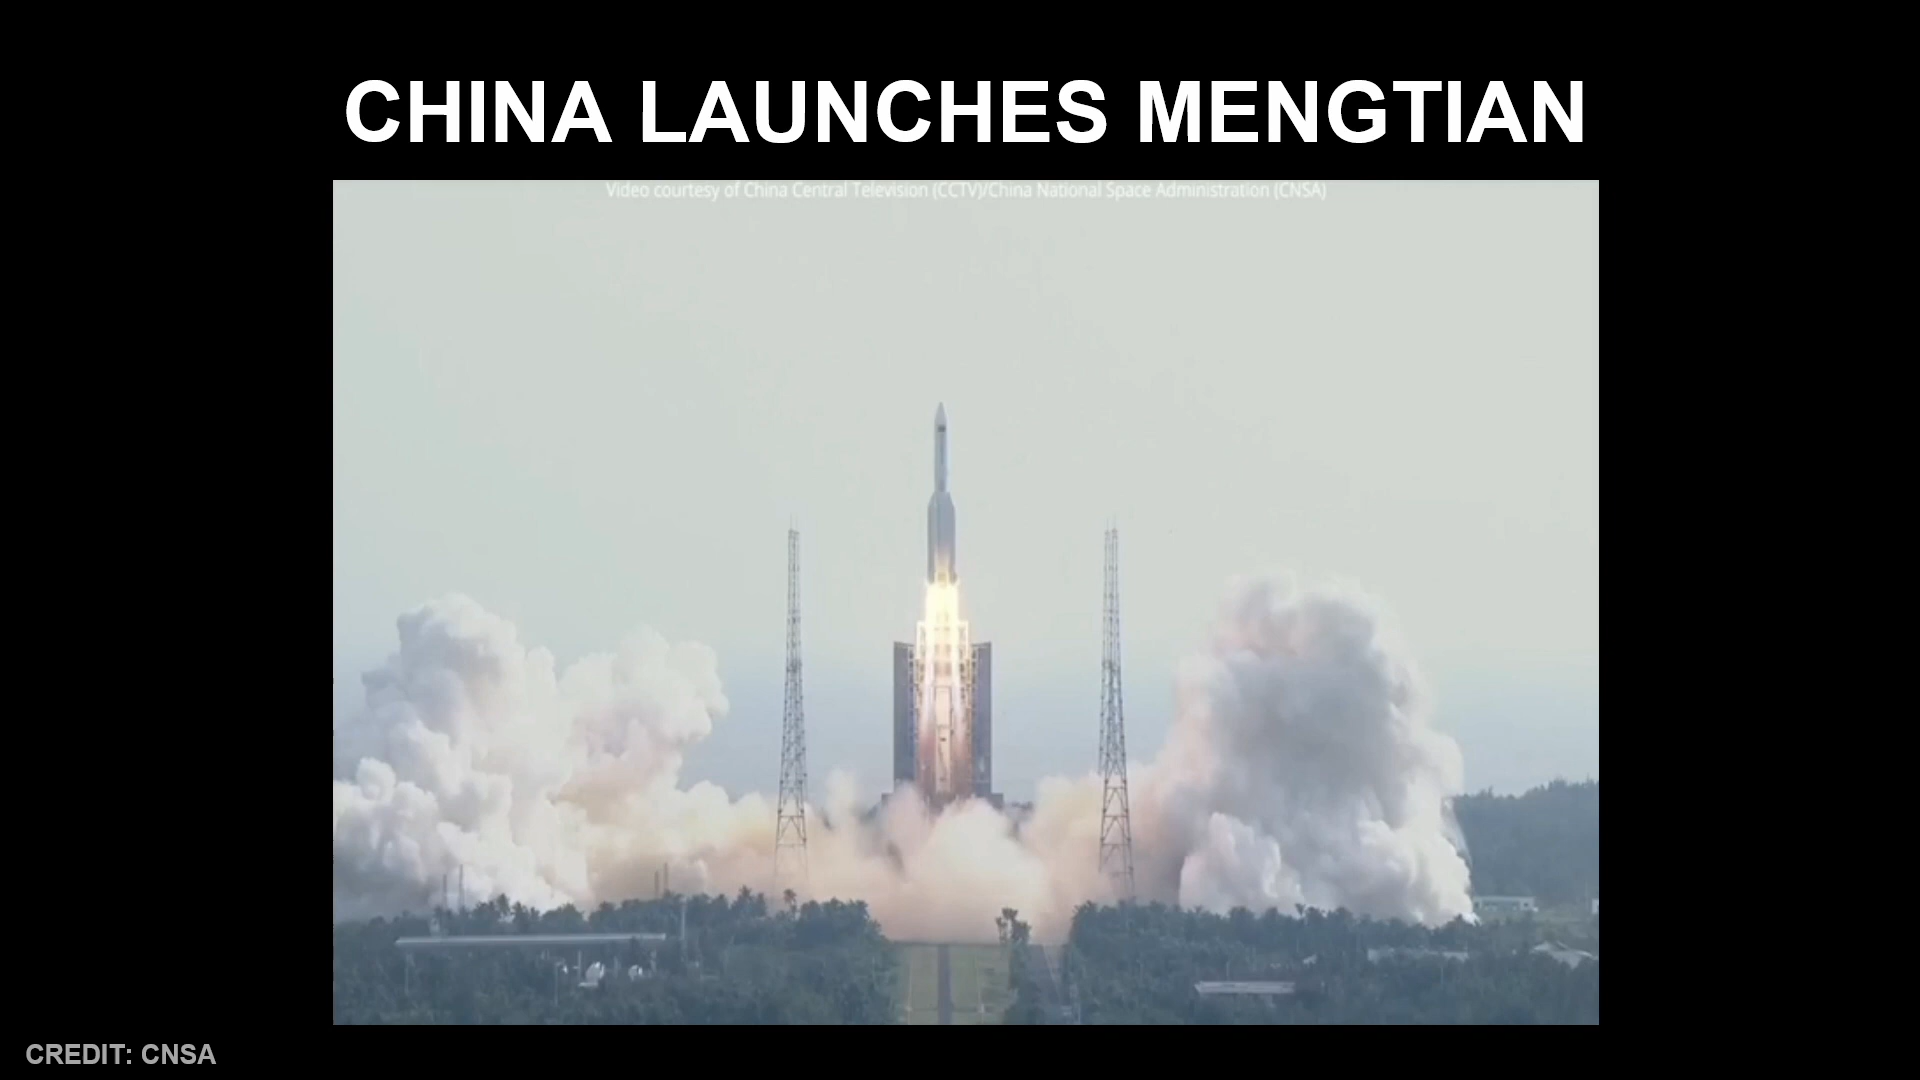 CHINA LAUNCHES MENGTIAN
Video courtesy of China Central Television (CCTV)/China National Space Administration (CNSA)
CREDIT: CNSA